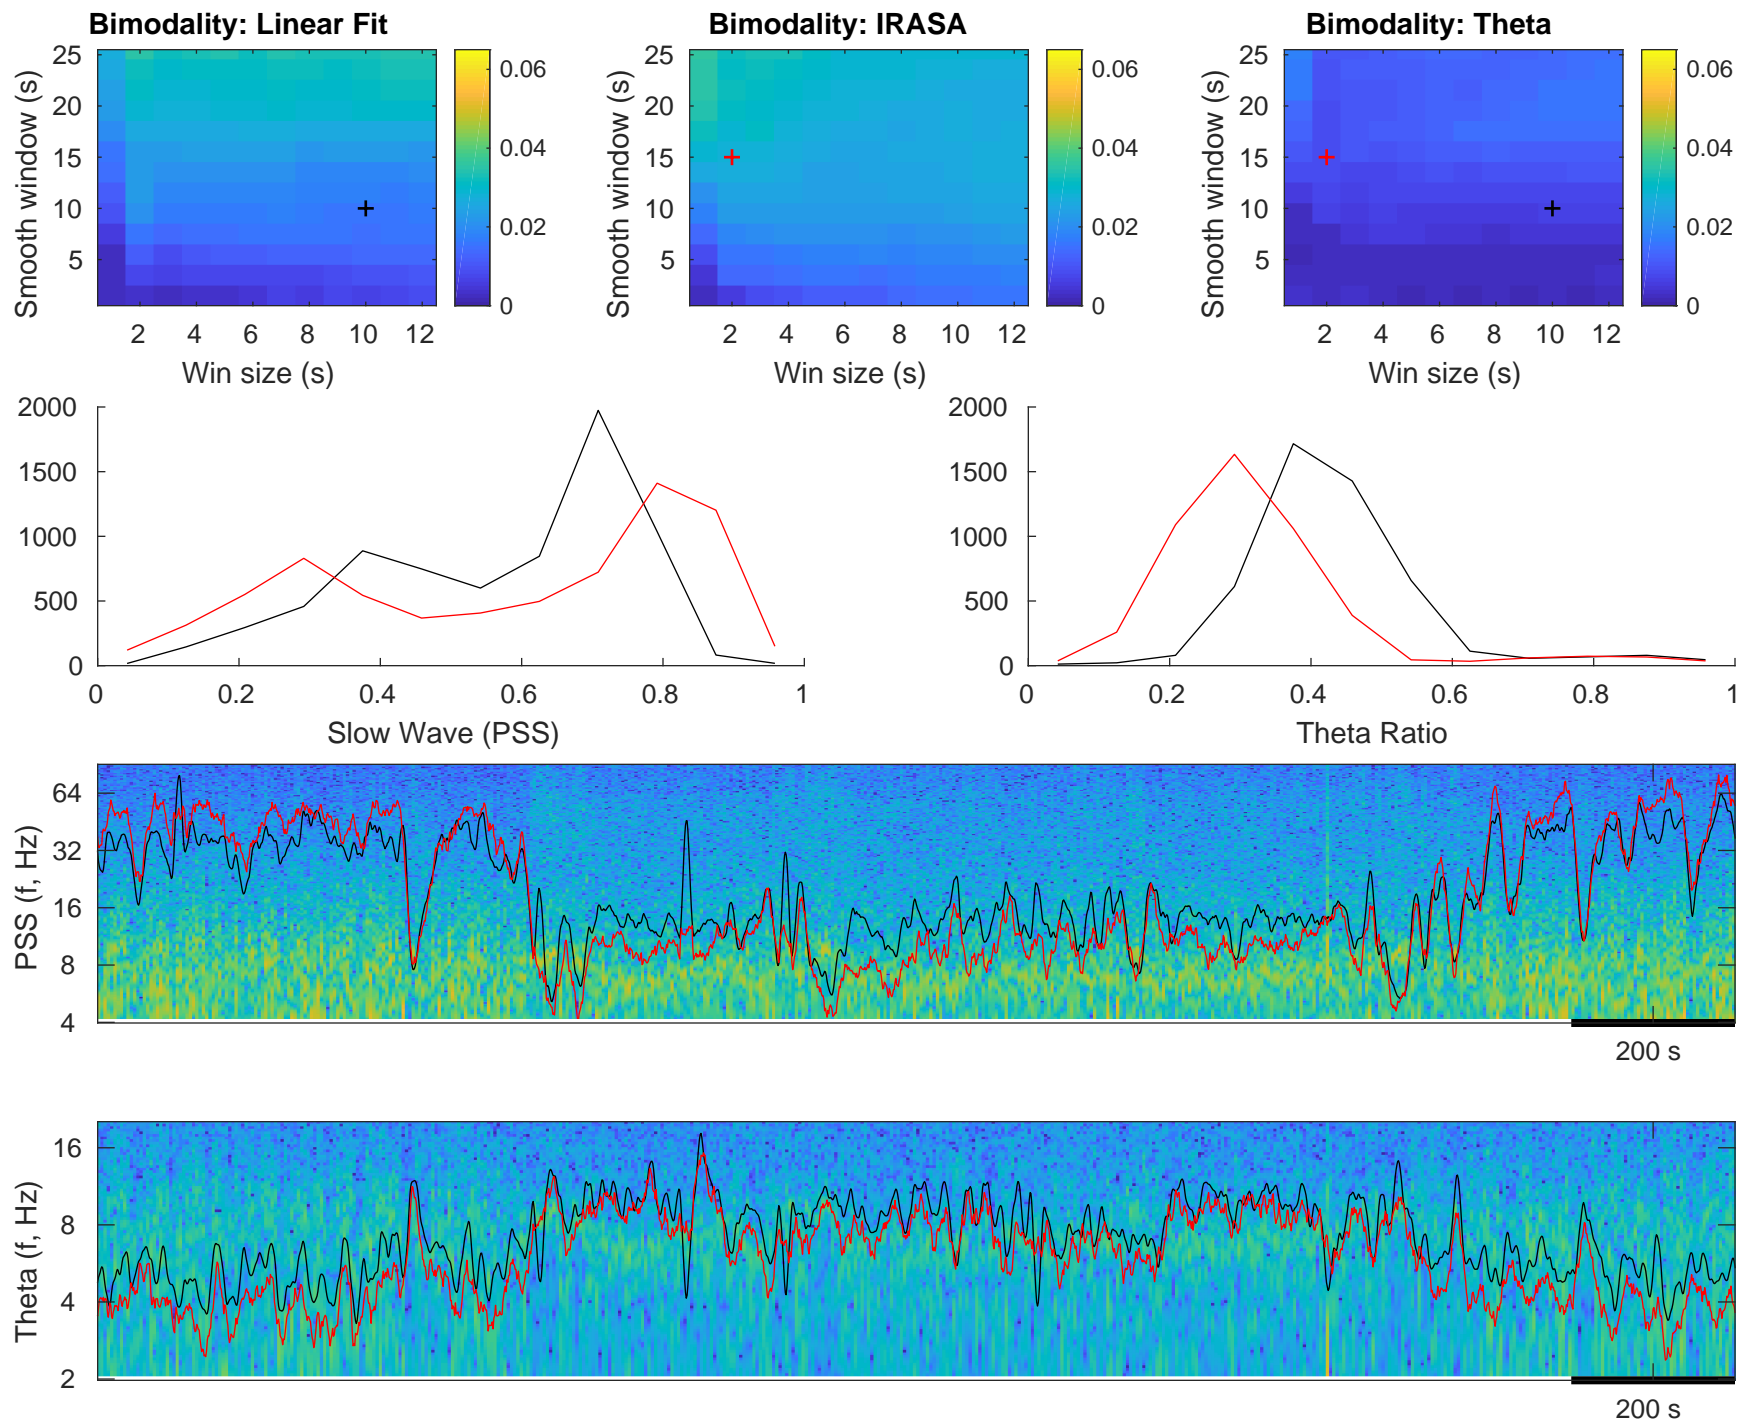 Bimodality: Linear Fit
Bimodality: IRASA
Bimodality: Theta
Smooth window (s)
25
20
15
10
5
2 4 6 8 10 12
Win size (s)
0.06
0.04
0.02
0
Smooth window (s)
25
20
15
10
5
2 4 6 8 10 12
Win size (s)
0.06
0.04
0.02
0
Smooth window (s)
25
20
15
10
5
2 4 6 8 10 12
Win size (s)
0.06
0.04
0.02
0
2000
1500
1000
500
0
0 0.2 0.4 0.6 0.8 1
Slow Wave (PSS)
2000
1500
1000
500
0
0 0.2 0.4 0.6 0.8 1
Theta Ratio
PSS (f, Hz)
64
32
16
8
4
200 s
Theta (f, Hz)
16
8
4
2
200 s